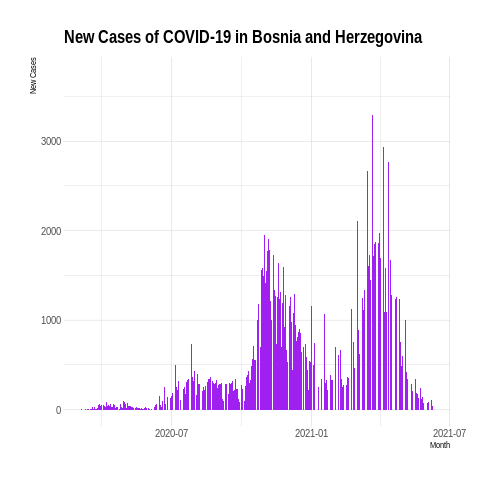 New Cases of COVID-19 in Bosnia and Herzegovina
New Cases
3000
2000
1000
0
2020-07
2021-01
2021-07
Month